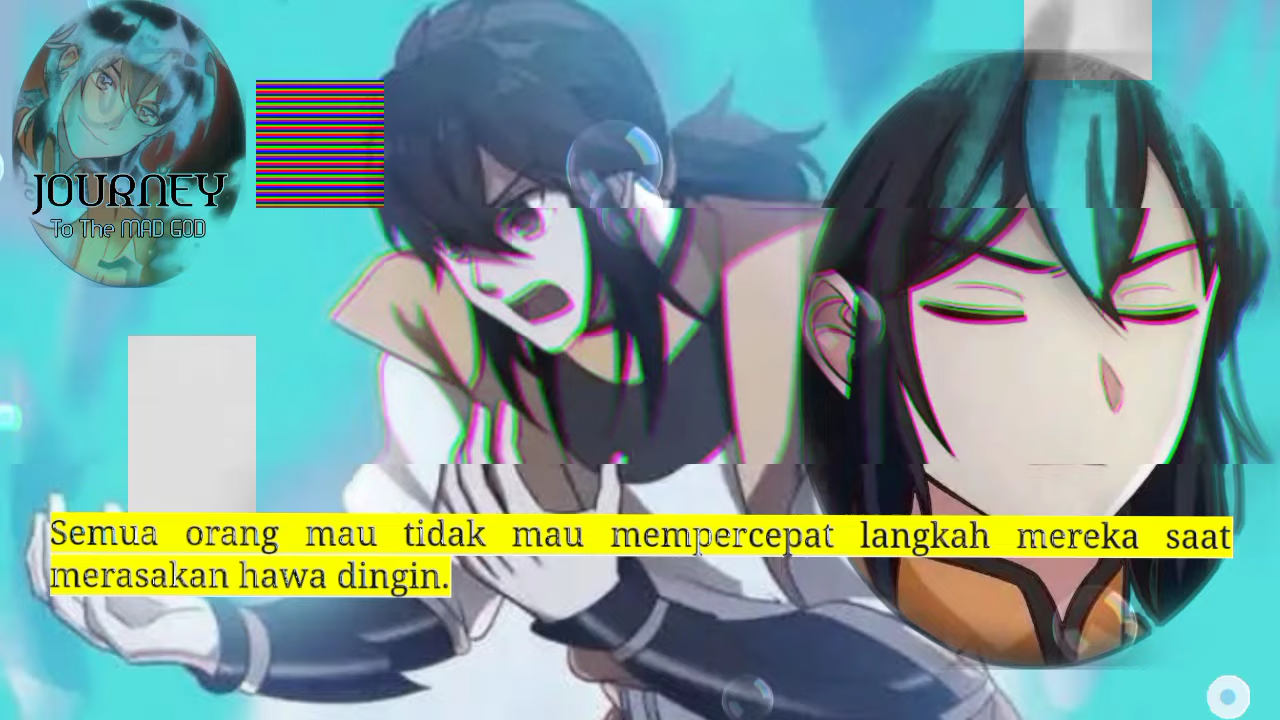 JOURNEY
To The MAD GOD
Semua orang mau tidak mau mempercepat langkah mereka saat
merasakan hawa dingin.